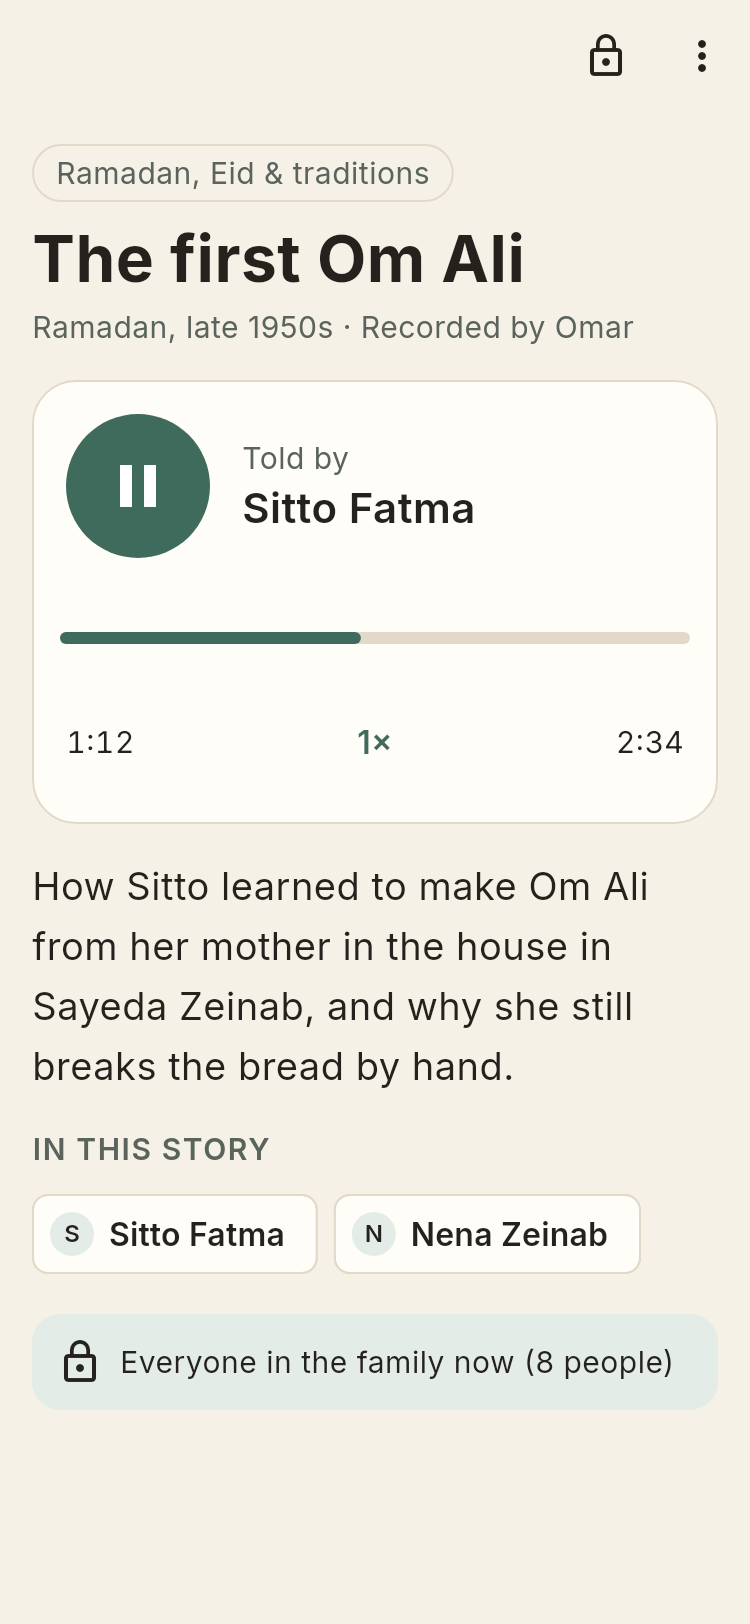 Ramadan, Eid & traditions
The first Om Ali
Ramadan, late 1950s · Recorded by Omar
Told by
Sitto Fatma
1:12
1×
2:34
How Sitto learned to make Om Ali
from her mother in the house in
Sayeda Zeinab, and why she still
breaks the bread by hand.
IN THIS STORY
S Sitto Fatma
N Nena Zeinab
Everyone in the family now (8 people)